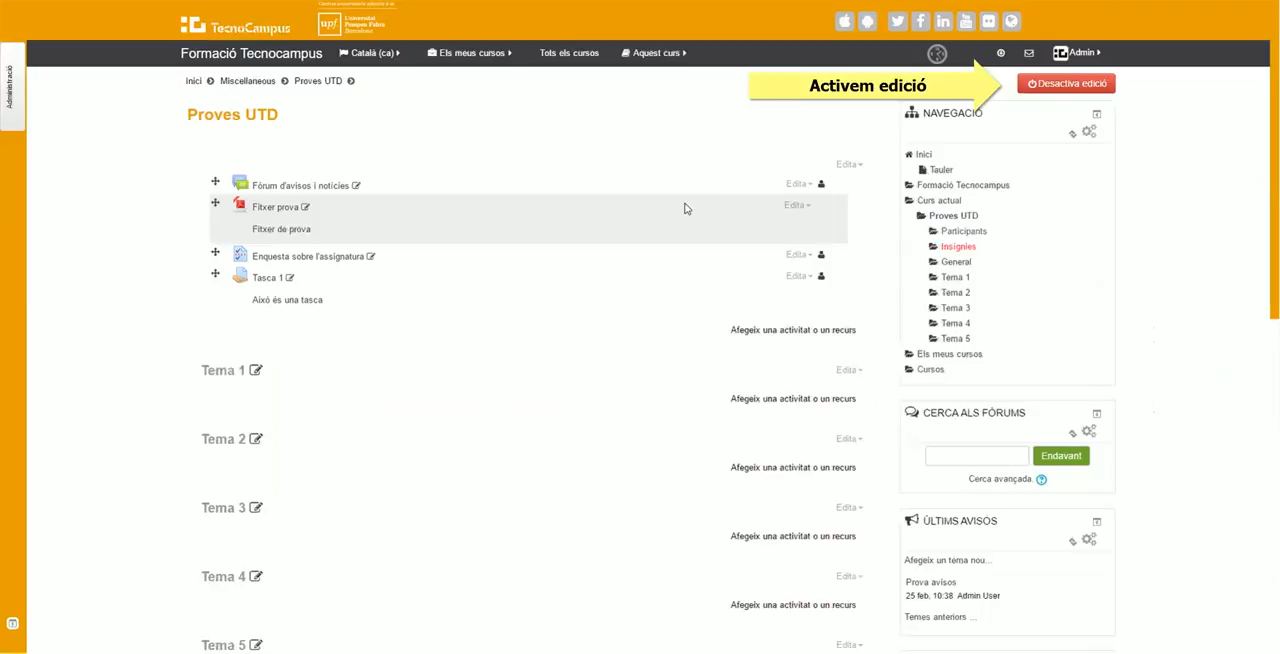 TecnoCampus
upf.
Universitat
Pompeu Fabra
Barcelona
Formació Tecnocampus
Català (ca)
Els meus cursos
Tots els cursos
Aquest curs
Admin
Administració
Inici
Miscellaneous
Proves UTD
Activem edició
Desactiva edició
Proves UTD
Edita
Fòrum d'avisos i notícies
Edita
Fitxer prova
Edita
Fitxer de prova
Enquesta sobre l'assignatura
Edita
Tasca 1
Edita
Això és una tasca
Afegeix una activitat o un recurs
Tema 1
Edita
Afegeix una activitat o un recurs
Tema 2
Edita
Afegeix una activitat o un recurs
Tema 3
Edita
Afegeix una activitat o un recurs
Tema 4
Edita
Afegeix una activitat o un recurs
Tema 5
Edita
NAVEGACIÓ
Inici
Tauler
Formació Tecnocampus
Curs actual
Proves UTD
Participants
Insígnies
General
Tema 1
Tema 2
Tema 3
Tema 4
Tema 5
Els meus cursos
Cursos
CERCA ALS FÒRUMS
Endavant
Cerca avançada
ÚLTIMS AVISOS
Afegeix un tema nou...
Prova avisos
25 feb, 10:38 Admin User
Temes anteriors ...